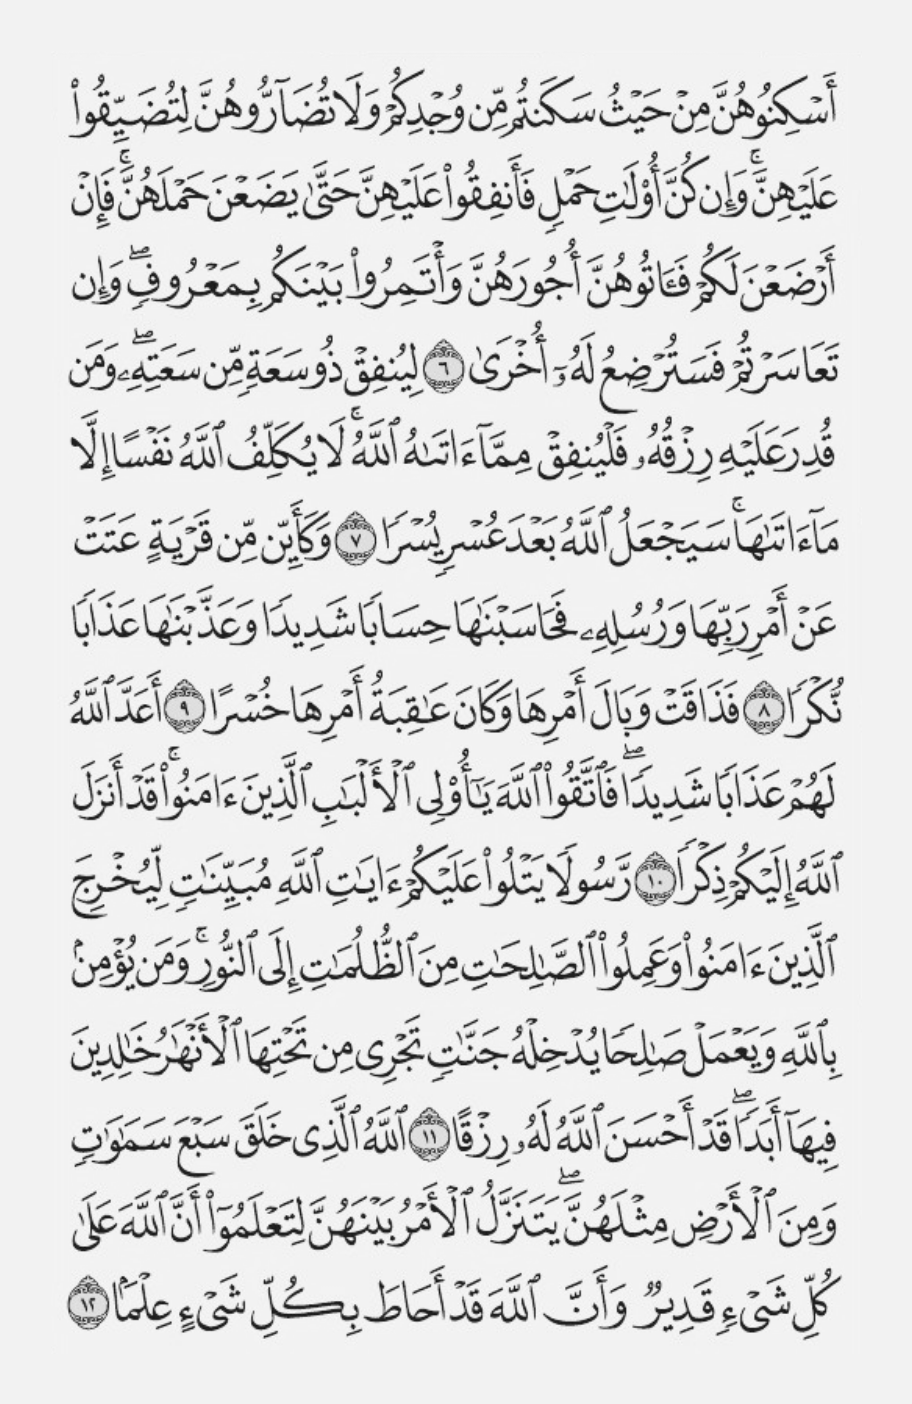 أَسْكِنُوهُنَّ مِنْ حَيْثُ سَكَنتُم مِّن وُجْدِكُمْ وَلَا تُضَآرُّوهُنَّ لِتُضَيِّقُوا۟
عَلَيْهِنَّ ۚ وَإِن كُنَّ أُو۟لَٰتِ حَمْلٍ فَأَنفِقُوا۟ عَلَيْهِنَّ حَتَّىٰ يَضَعْنَ حَمْلَهُنَّ ۚ فَإِنْ
أَرْضَعْنَ لَكُمْ فَـَٔاتُوهُنَّ أُجُورَهُنَّ وَأْتَمِرُوا۟ بَيْنَكُم بِمَعْرُوفٍ ۖ وَإِن
تَعَاسَرْتُمْ فَسَتُرْضِعُ لَهُۥٓ أُخْرَىٰ ٦ لِيُنفِقْ ذُو سَعَةٍ مِّن سَعَتِهِۦ ۖ وَمَن
قُدِرَ عَلَيْهِ رِزْقُهُۥ فَلْيُنفِقْ مِمَّآ ءَاتَىٰهُ ٱللَّهُ ۚ لَا يُكَلِّفُ ٱللَّهُ نَفْسًا إِلَّا
مَآ ءَاتَىٰهَا ۚ سَيَجْعَلُ ٱللَّهُ بَعْدَ عُسْرٍ يُسْرًا ٧ وَكَأَيِّن مِّن قَرْيَةٍ عَتَتْ
عَنْ أَمْرِ رَبِّهَا وَرُسُلِهِۦ فَحَاسَبْنَٰهَا حِسَابًا شَدِيدًا وَعَذَّبْنَٰهَا عَذَابًا
نُّكْرًا ٨ فَذَاقَتْ وَبَالَ أَمْرِهَا وَكَانَ عَٰقِبَةُ أَمْرِهَا خُسْرًا ٩ أَعَدَّ ٱللَّهُ
لَهُمْ عَذَابًا شَدِيدًا ۖ فَٱتَّقُوا۟ ٱللَّهَ يَٰٓأُو۟لِى ٱلْأَلْبَٰبِ ٱلَّذِينَ ءَامَنُوا۟ ۚ قَدْ أَنزَلَ
ٱللَّهُ إِلَيْكُمْ ذِكْرًا ١٠ رَّسُولًا يَتْلُوا۟ عَلَيْكُمْ ءَايَٰتِ ٱللَّهِ مُبَيِّنَٰتٍ لِّيُخْرِجَ
ٱلَّذِينَ ءَامَنُوا۟ وَعَمِلُوا۟ ٱلصَّٰلِحَٰتِ مِنَ ٱلظُّلُمَٰتِ إِلَى ٱلنُّورِ ۚ وَمَن يُؤْمِنۢ
بِٱللَّهِ وَيَعْمَلْ صَٰلِحًا يُدْخِلْهُ جَنَّٰتٍ تَجْرِى مِن تَحْتِهَا ٱلْأَنْهَٰرُ خَٰلِدِينَ
فِيهَآ أَبَدًا ۖ قَدْ أَحْسَنَ ٱللَّهُ لَهُۥ رِزْقًا ١١ ٱللَّهُ ٱلَّذِى خَلَقَ سَبْعَ سَمَٰوَٰتٍ
وَمِنَ ٱلْأَرْضِ مِثْلَهُنَّ ۖ يَتَنَزَّلُ ٱلْأَمْرُ بَيْنَهُنَّ لِتَعْلَمُوٓا۟ أَنَّ ٱللَّهَ عَلَىٰ
كُلِّ شَىْءٍ قَدِيرٌ وَأَنَّ ٱللَّهَ قَدْ أَحَاطَ بِكُلِّ شَىْءٍ عِلْمًۢا ١٢